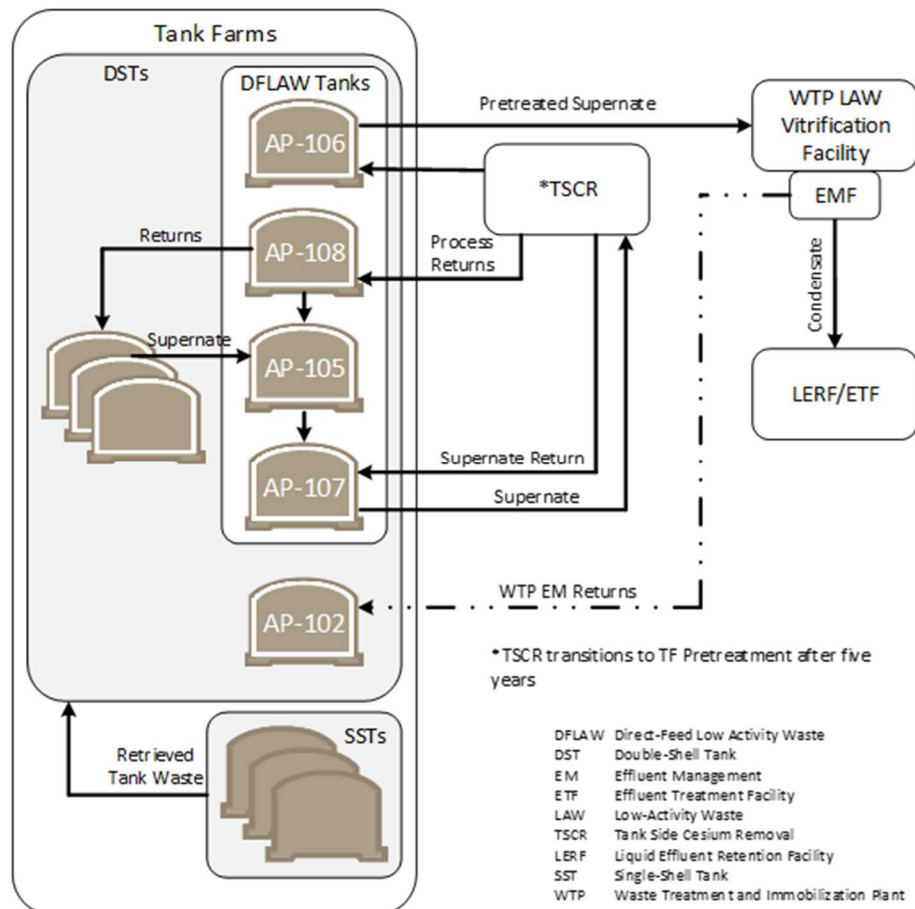 Tank Farms
DSTs
DFLAW Tanks
AP-106
Pretreated Supernate
WTP LAW
Vitrification
Facility
EMF
*TSCR
Returns
AP-108
Process
Returns
Condensate
Supernate
AP-105
LERF/ETF
AP-107
Supernate Return
Supernate
WTP EM Returns
AP-102
*TSCR transitions to TF Pretreatment after five
years
Retrieved
Tank Waste
SSTs
DFLAW Direct-Feed Low Activity Waste
DST Double-Shell Tank
EM Effluent Management
ETF Effluent Treatment Facility
LAW Low-Activity Waste
TSCR Tank Side Cesium Removal
LERF Liquid Effluent Retention Facility
SST Single-Shell Tank
WTP Waste Treatment and Immobilization Plant